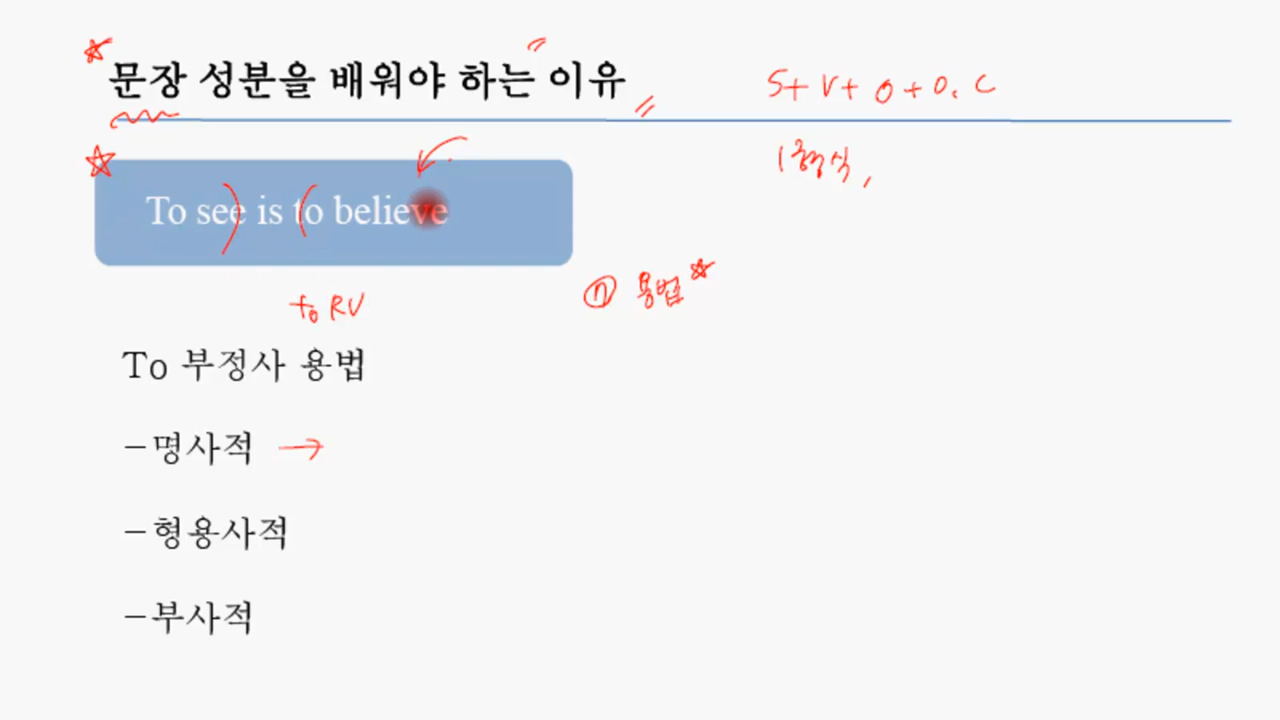 문장 성분을 배워야 하는 이유
S + V + O + O.C
1형식,
To see is to believe
① 용법
to RV
To 부정사 용법
-명사적 →
-형용사적
-부사적